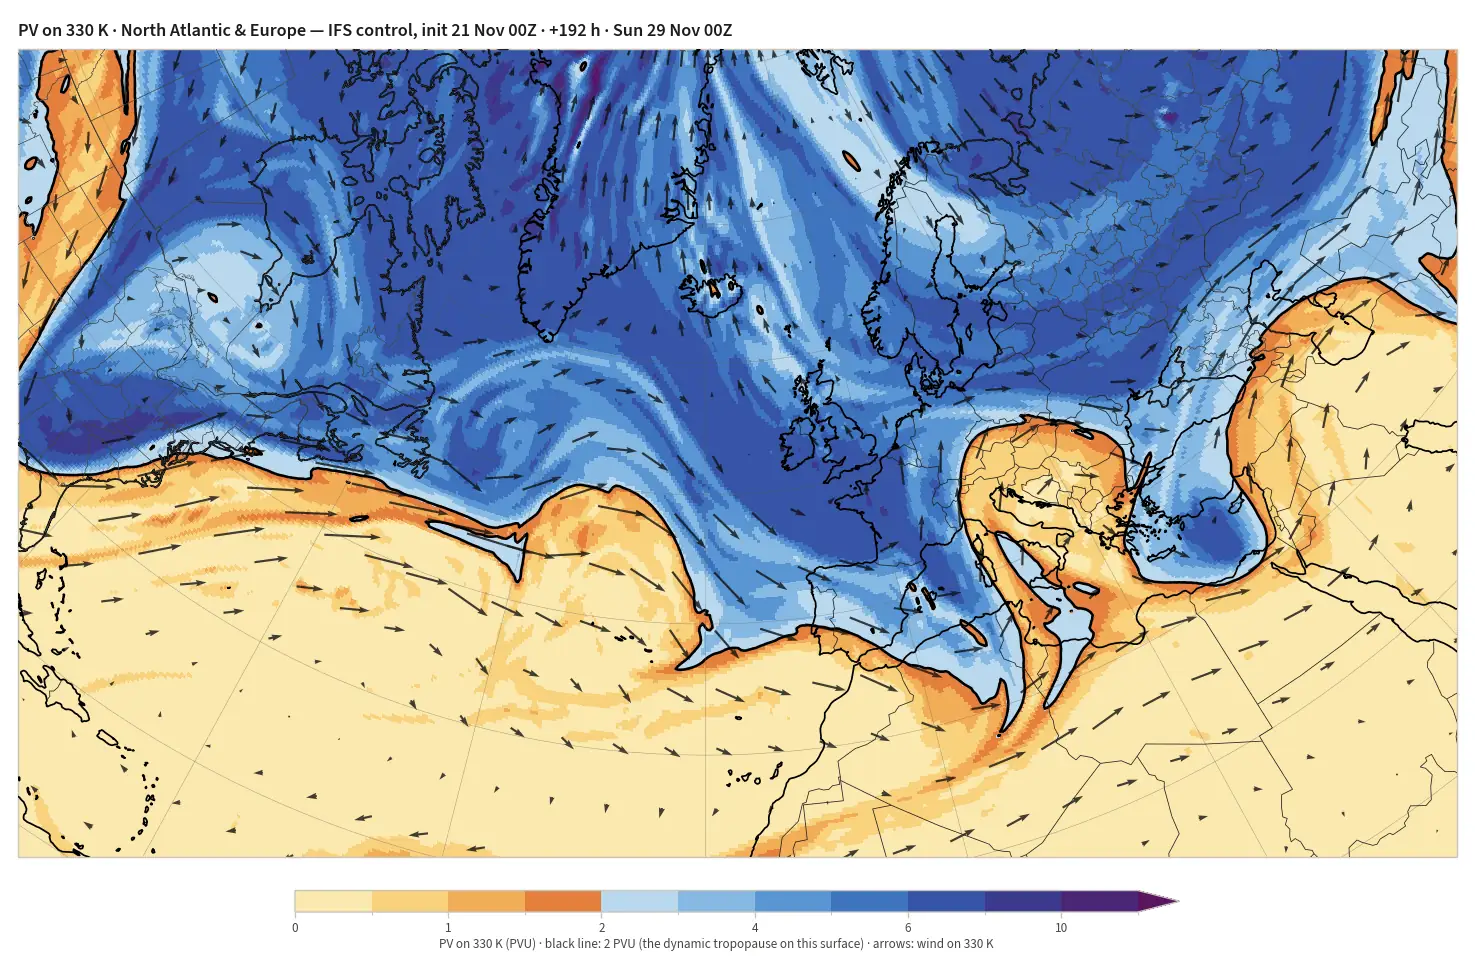 PV on 330 K · North Atlantic & Europe — IFS control, init 21 Nov 00Z · +192 h · Sun 29 Nov 00Z
0 1 2 4 6 10
PV on 330 K (PVU) · black line: 2 PVU (the dynamic tropopause on this surface) · arrows: wind on 330 K